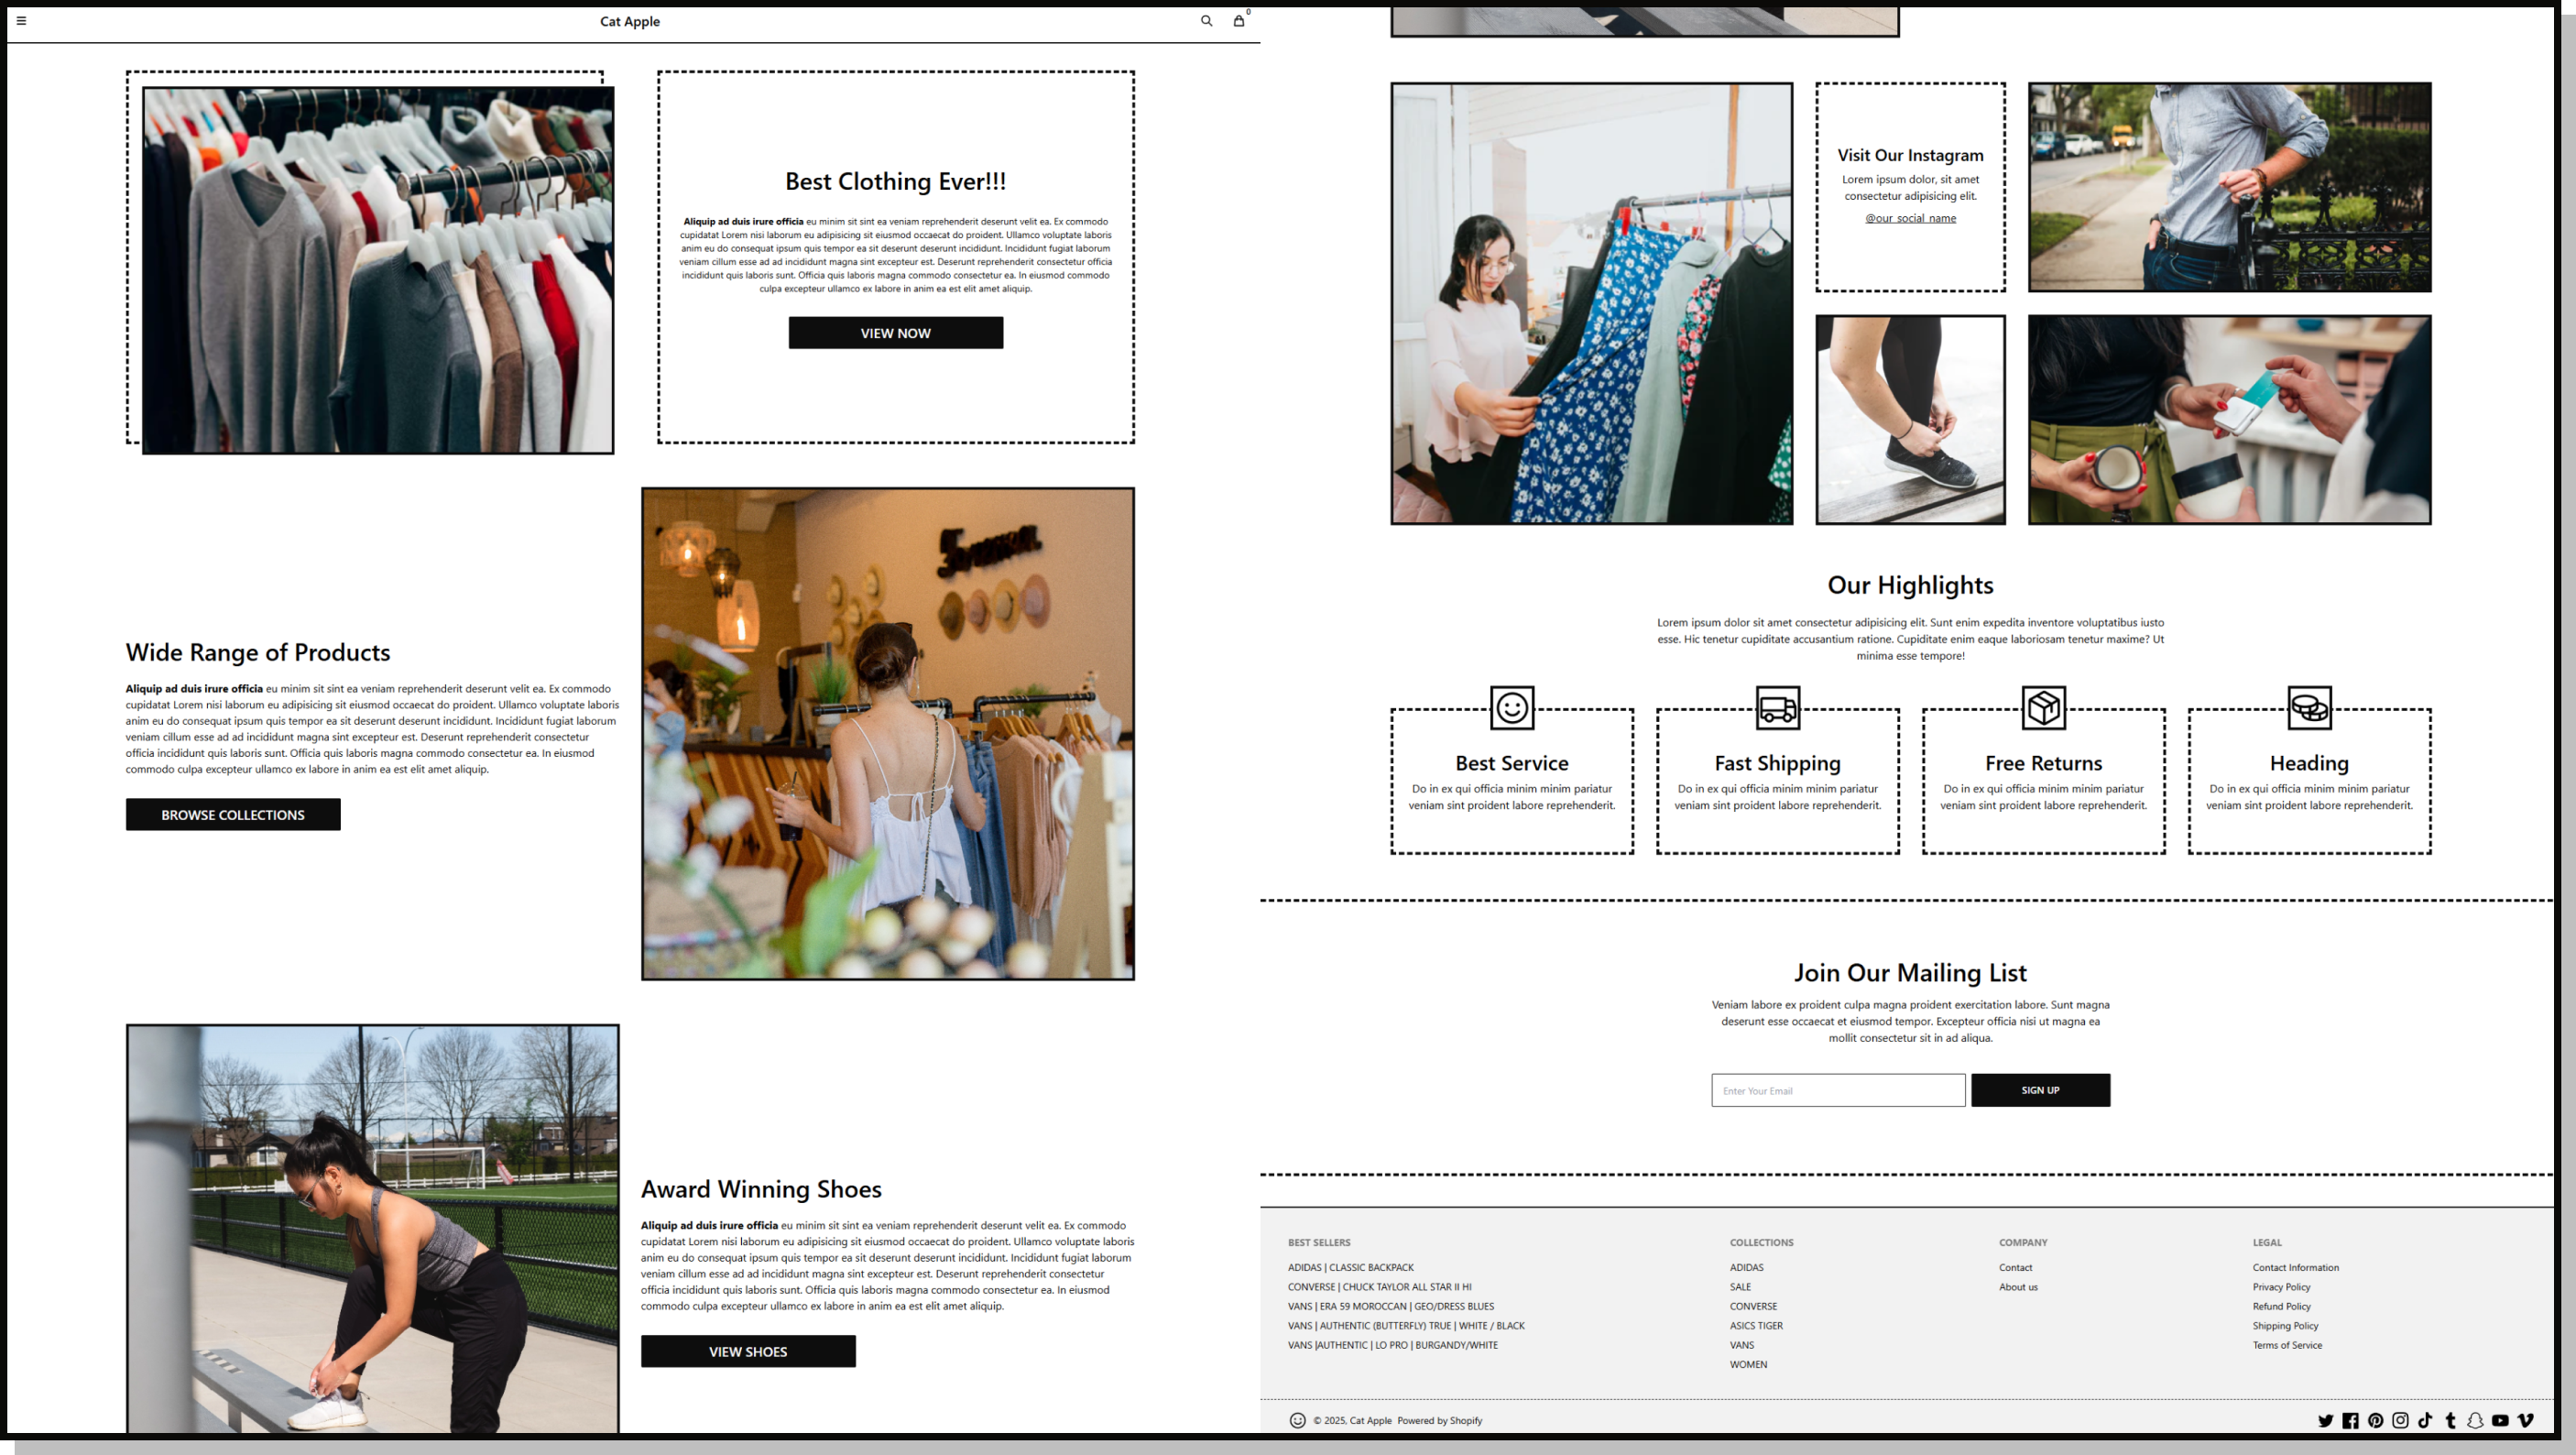 Cat Apple
0
Best Clothing Ever!!!
Aliquip ad duis irure officia eu minim sit sint ea veniam reprehenderit deserunt velit ea. Ex commodo
cupidatat Lorem nisi laborum eu adipisicing sit eiusmod occaecat do proident. Ullamco voluptate laboris
anim eu do consequat ipsum quis tempor ea sit deserunt deserunt incididunt. Incididunt fugiat laborum
veniam cillum esse ad ad incididunt magna sint excepteur est. Deserunt reprehenderit consectetur officia
incididunt quis laboris sunt. Officia quis laboris magna commodo consectetur ea. In eiusmod commodo
culpa excepteur ullamco ex labore in anim ea est elit amet aliquip.
VIEW NOW
Wide Range of Products
Aliquip ad duis irure officia eu minim sit sint ea veniam reprehenderit deserunt velit ea. Ex commodo
cupidatat Lorem nisi laborum eu adipisicing sit eiusmod occaecat do proident. Ullamco voluptate laboris
anim eu do consequat ipsum quis tempor ea sit deserunt deserunt incididunt. Incididunt fugiat laborum
veniam cillum esse ad ad incididunt magna sint excepteur est. Deserunt reprehenderit consectetur
officia incididunt quis laboris sunt. Officia quis laboris magna commodo consectetur ea. In eiusmod
commodo culpa excepteur ullamco ex labore in anim ea est elit amet aliquip.
BROWSE COLLECTIONS
Award Winning Shoes
Aliquip ad duis irure officia eu minim sit sint ea veniam reprehenderit deserunt velit ea. Ex commodo
cupidatat Lorem nisi laborum eu adipisicing sit eiusmod occaecat do proident. Ullamco voluptate laboris
anim eu do consequat ipsum quis tempor ea sit deserunt deserunt incididunt. Incididunt fugiat laborum
veniam cillum esse ad ad incididunt magna sint excepteur est. Deserunt reprehenderit consectetur
officia incididunt quis laboris sunt. Officia quis laboris magna commodo consectetur ea. In eiusmod
commodo culpa excepteur ullamco ex labore in anim ea est elit amet aliquip.
VIEW SHOES
Visit Our Instagram
Lorem ipsum dolor, sit amet
consectetur adipisicing elit.
@our_social_name
Our Highlights
Lorem ipsum dolor sit amet consectetur adipisicing elit. Sunt enim expedita inventore voluptatibus iusto
esse. Hic tenetur cupiditate accusantium ratione. Cupiditate enim eaque laboriosam tenetur maxime? Ut
minima esse tempore!
Best Service
Do in ex qui officia minim minim pariatur
veniam sint proident labore reprehenderit.
Fast Shipping
Do in ex qui officia minim minim pariatur
veniam sint proident labore reprehenderit.
Free Returns
Do in ex qui officia minim minim pariatur
veniam sint proident labore reprehenderit.
Heading
Do in ex qui officia minim minim pariatur
veniam sint proident labore reprehenderit.
Join Our Mailing List
Veniam labore ex proident culpa magna proident exercitation labore. Sunt magna
deserunt esse occaecat et eiusmod tempor. Excepteur officia nisi ut magna ea
mollit consectetur sit in ad aliqua.
Enter Your Email
SIGN UP
BEST SELLERS
ADIDAS | CLASSIC BACKPACK
CONVERSE | CHUCK TAYLOR ALL STAR II HI
VANS | ERA 59 MOROCCAN | GEO/DRESS BLUES
VANS | AUTHENTIC (BUTTERFLY) TRUE | WHITE / BLACK
VANS |AUTHENTIC | LO PRO | BURGANDY/WHITE
COLLECTIONS
ADIDAS
SALE
CONVERSE
ASICS TIGER
VANS
WOMEN
COMPANY
Contact
About us
LEGAL
Contact Information
Privacy Policy
Refund Policy
Shipping Policy
Terms of Service
© 2025, Cat Apple Powered by Shopify